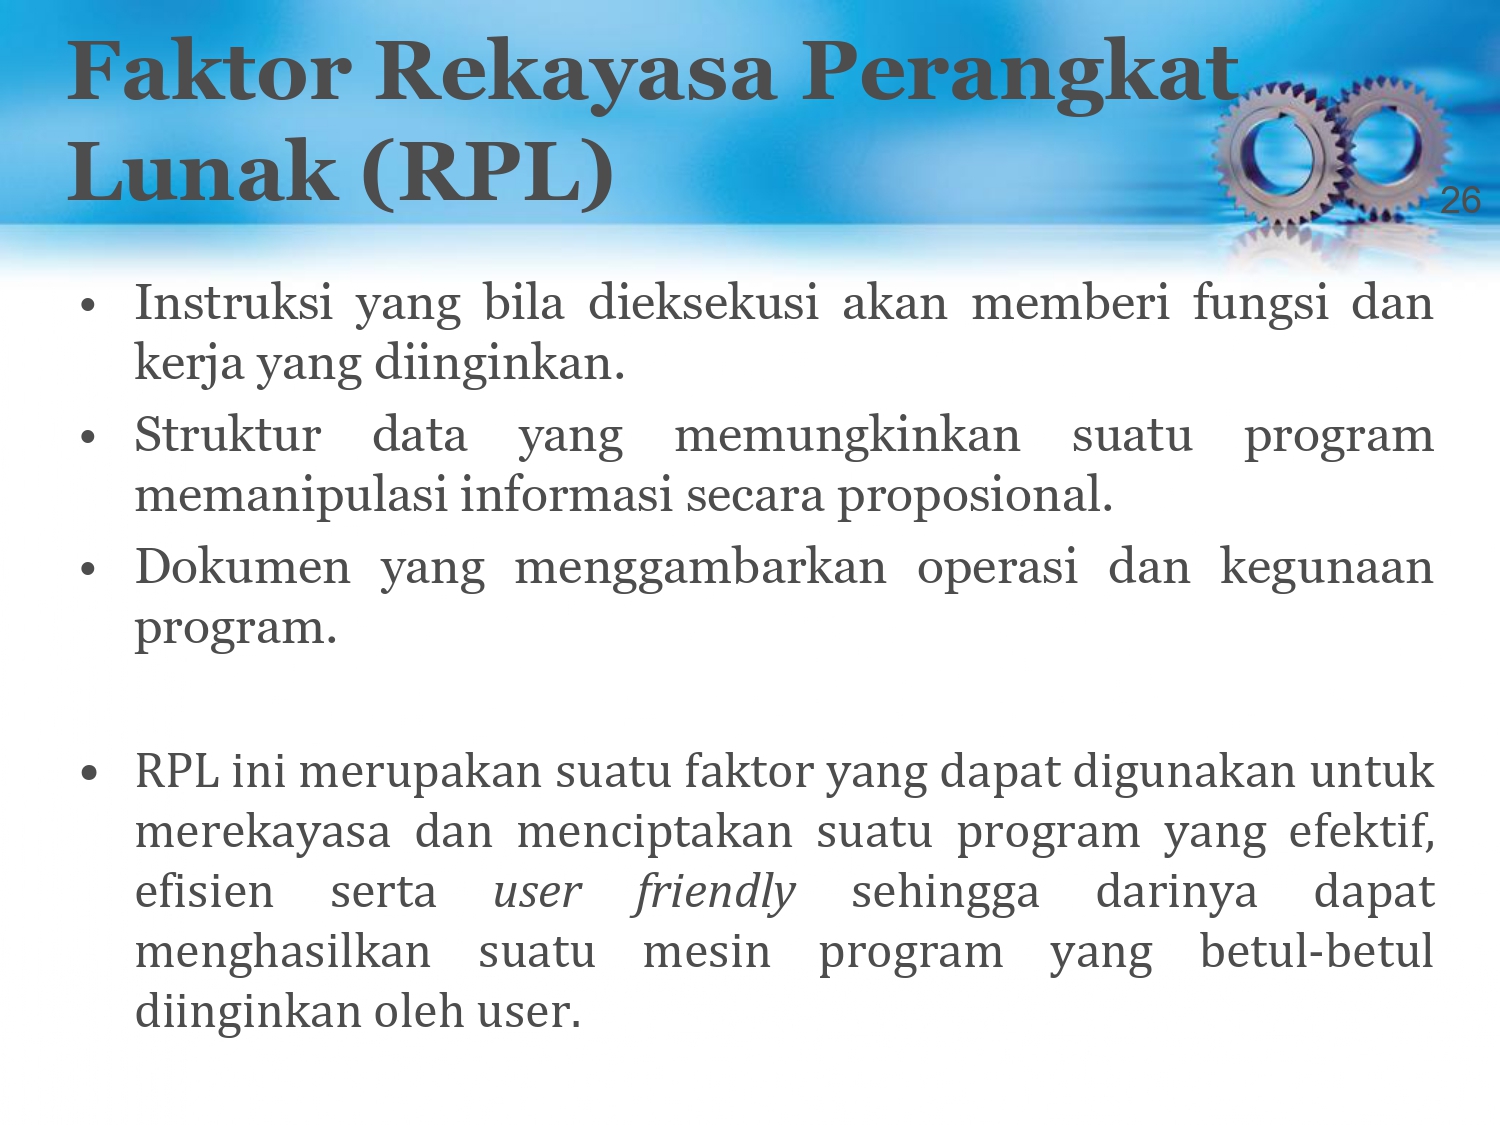 Faktor Rekayasa Perangkat
Lunak (RPL)
26
• Instruksi yang bila dieksekusi akan memberi fungsi dan
kerja yang diinginkan.
• Struktur data yang memungkinkan suatu program
memanipulasi informasi secara proposional.
• Dokumen yang menggambarkan operasi dan kegunaan
program.
• RPL ini merupakan suatu faktor yang dapat digunakan untuk
merekayasa dan menciptakan suatu program yang efektif,
efisien serta user friendly sehingga darinya dapat
menghasilkan suatu mesin program yang betul-betul
diinginkan oleh user.